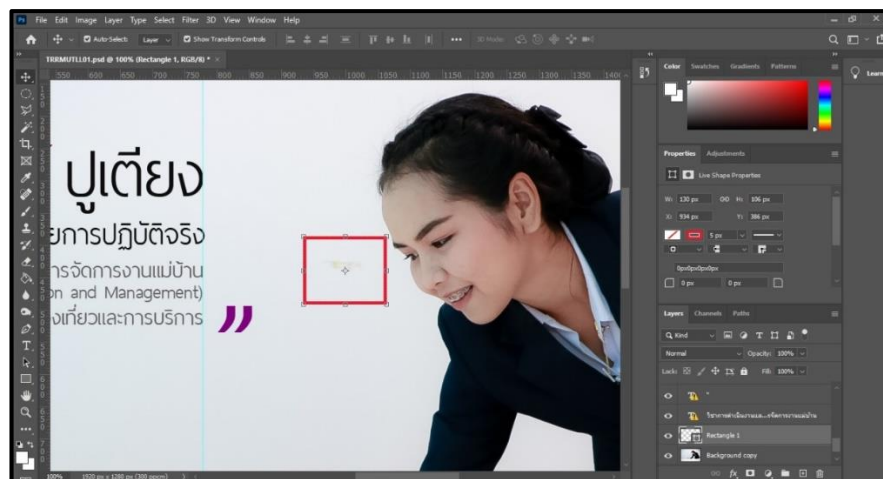 Ps File Edit Image Layer Type Select Filter 3D View Window Help
Auto-Select: Layer Show Transform Controls 3D Mode:
TRRMUTLL01.psd @ 100% (Rectangle 1, RGB/8) * ×
550 600 650 700 750 800 850 900 950 1000 1050 1100 1150 1200 1250 1300 1350 1400
ปูเตียง
ยการปฏิบัติจริง
ารจัดการงานแม่บ้าน
on and Management)
งเที่ยวและการบริการ
”
100% 1920 px x 1280 px (300 ppcm)
Color Swatches Gradients Patterns
Learn
Properties Adjustments
Live Shape Properties
W: 130 px H: 106 px
X: 934 px Y: 386 px
5 px
0px0px0px0px
0 px 0 px
Layers Channels Paths
Kind
Normal Opacity: 100%
Lock: Fill: 100%
"
Rectangle 1
Background copy
fx